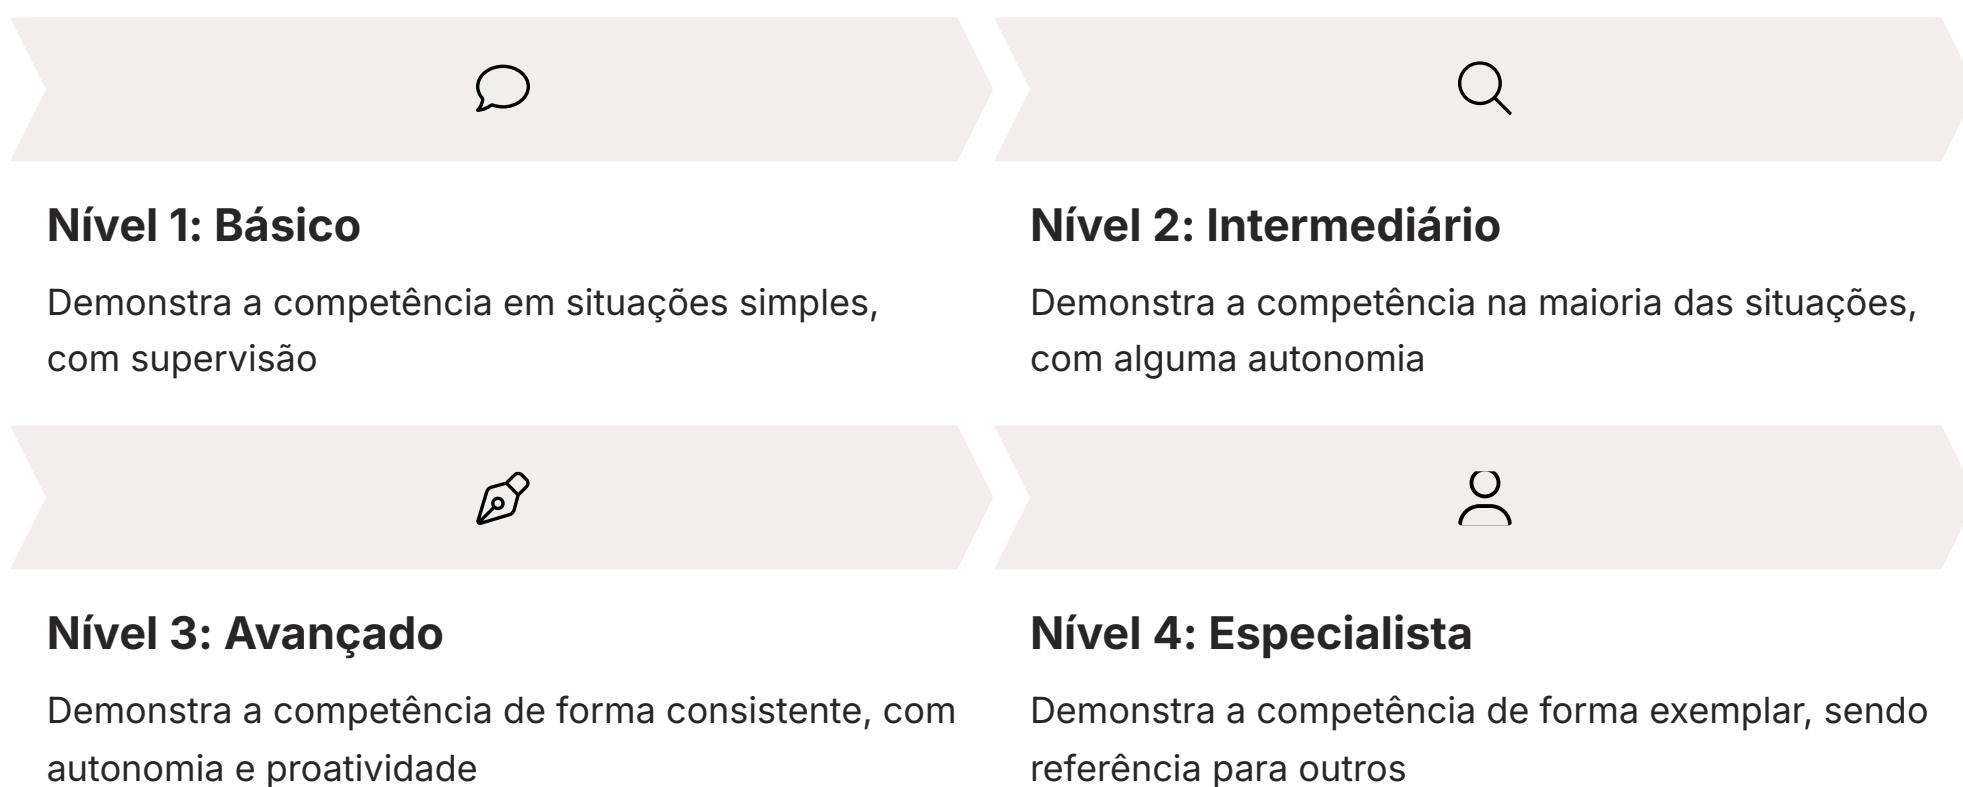 Nível 1: Básico
Demonstra a competência em situações simples,
com supervisão
Nível 2: Intermediário
Demonstra a competência na maioria das situações,
com alguma autonomia
Nível 3: Avançado
Demonstra a competência de forma consistente, com
autonomia e proatividade
Nível 4: Especialista
Demonstra a competência de forma exemplar, sendo
referência para outros